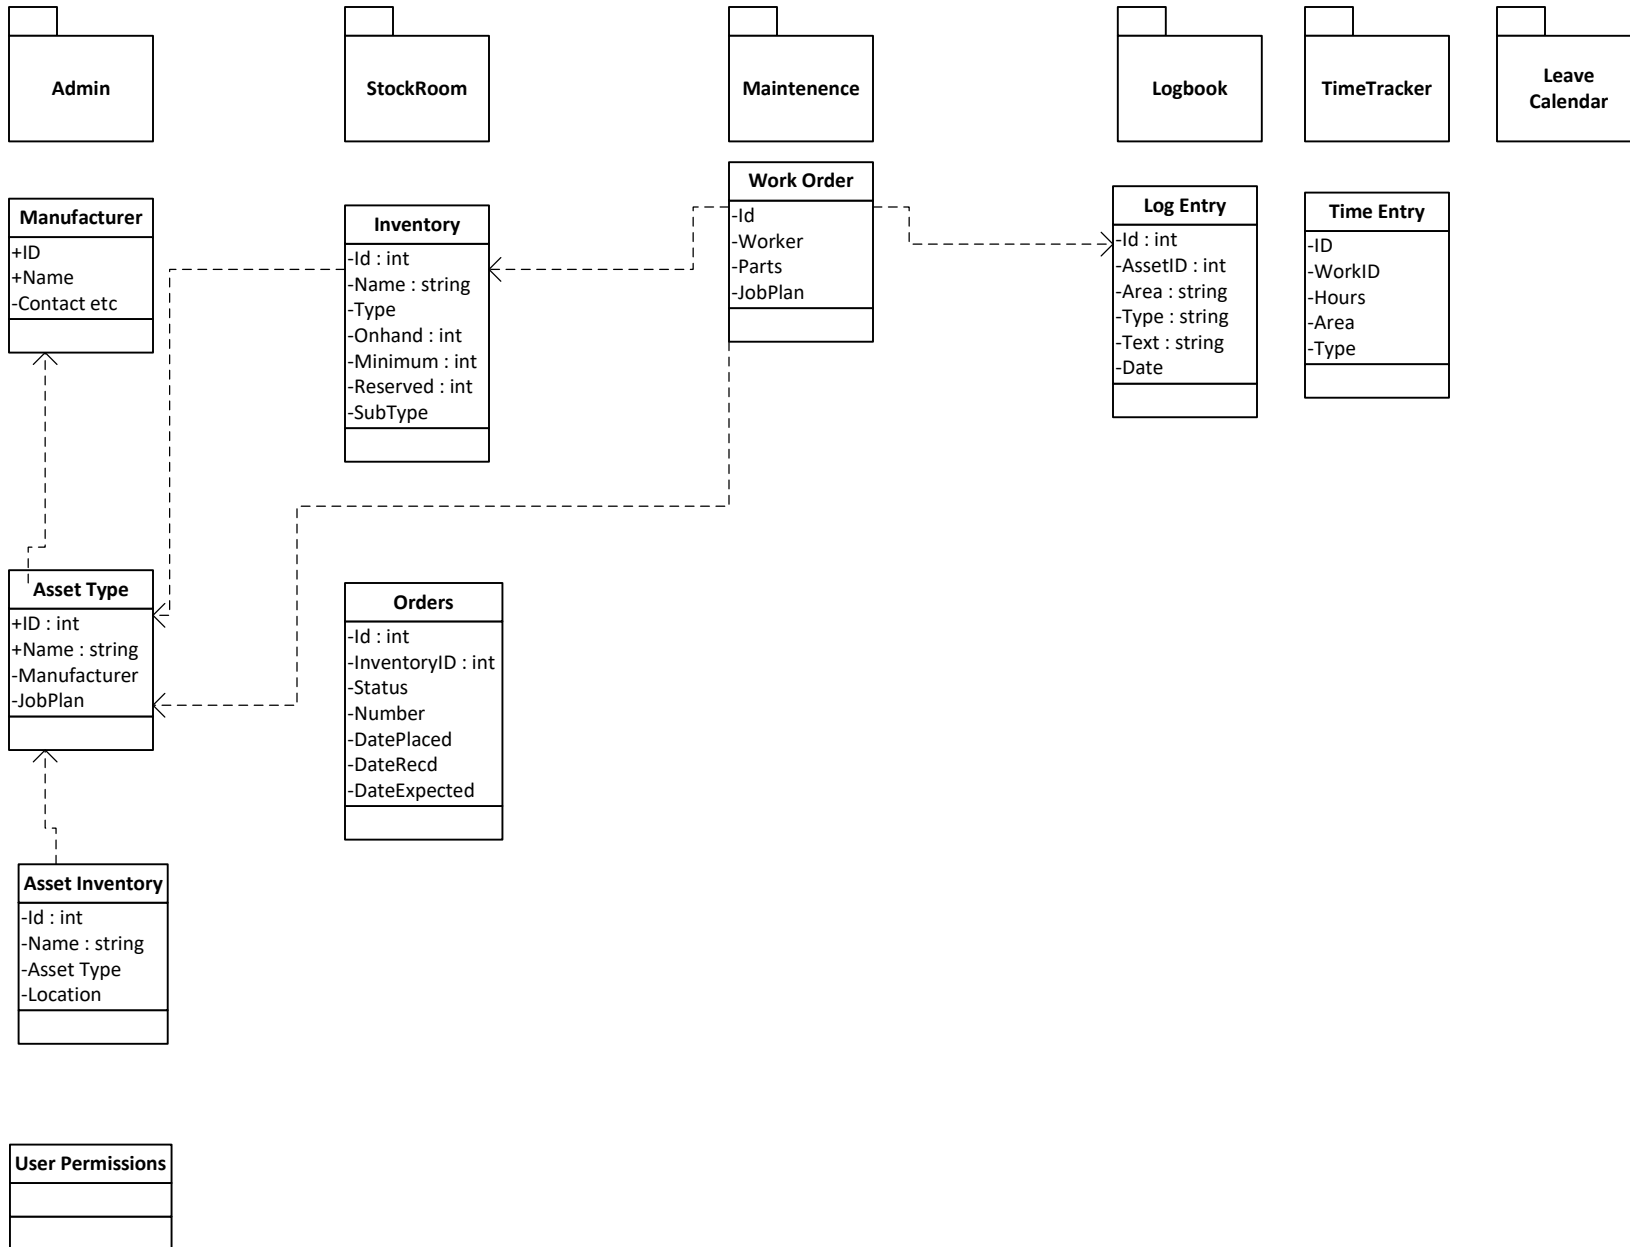 Admin
StockRoom
Maintenence
Logbook
TimeTracker
Leave
Calendar
Manufacturer
+ID
+Name
-Contact etc
Inventory
-Id : int
-Name : string
-Type
-Onhand : int
-Minimum : int
-Reserved : int
-SubType
Work Order
-Id
-Worker
-Parts
-JobPlan
Log Entry
-Id : int
-AssetID : int
-Area : string
-Type : string
-Text : string
-Date
Time Entry
-ID
-WorkID
-Hours
-Area
-Type
Asset Type
+ID : int
+Name : string
-Manufacturer
-JobPlan
Orders
-Id : int
-InventoryID : int
-Status
-Number
-DatePlaced
-DateRecd
-DateExpected
Asset Inventory
-Id : int
-Name : string
-Asset Type
-Location
User Permissions